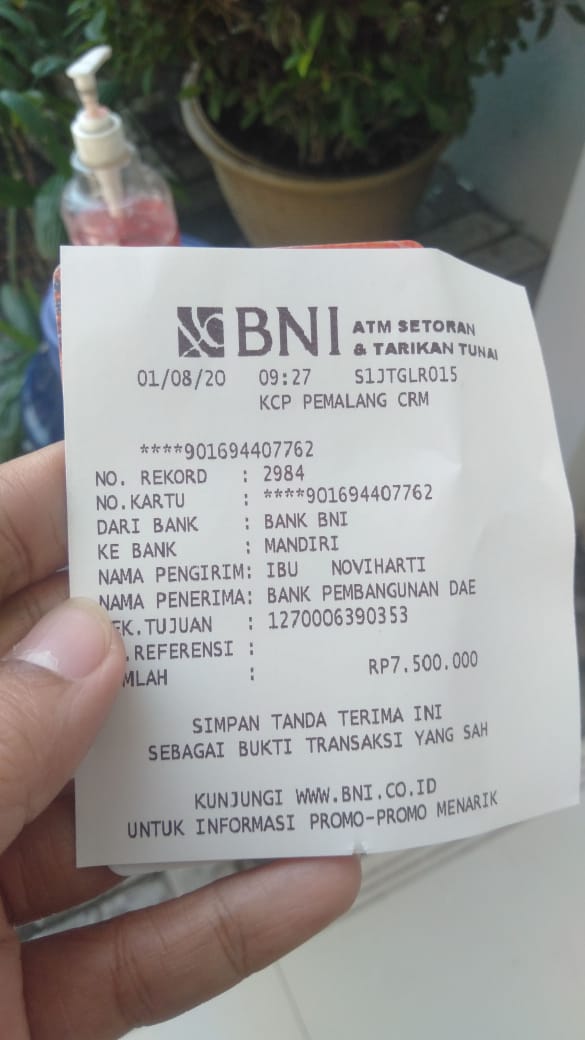 BNI ATM SETORAN
& TARIKAN TUNAI
01/08/20 09:27 S1JTGLR015
KCP PEMALANG CRM
****901694407762
NO. REKORD : 2984
NO.KARTU : ****901694407762
DARI BANK : BANK BNI
KE BANK : MANDIRI
NAMA PENGIRIM: IBU NOVIHARTI
NAMA PENERIMA: BANK PEMBANGUNAN DAE
EK.TUJUAN : 1270006390353
.REFERENSI :
MLAH : RP7.500.000
SIMPAN TANDA TERIMA INI
SEBAGAI BUKTI TRANSAKSI YANG SAH
KUNJUNGI WWW.BNI.CO.ID
UNTUK INFORMASI PROMO-PROMO MENARIK